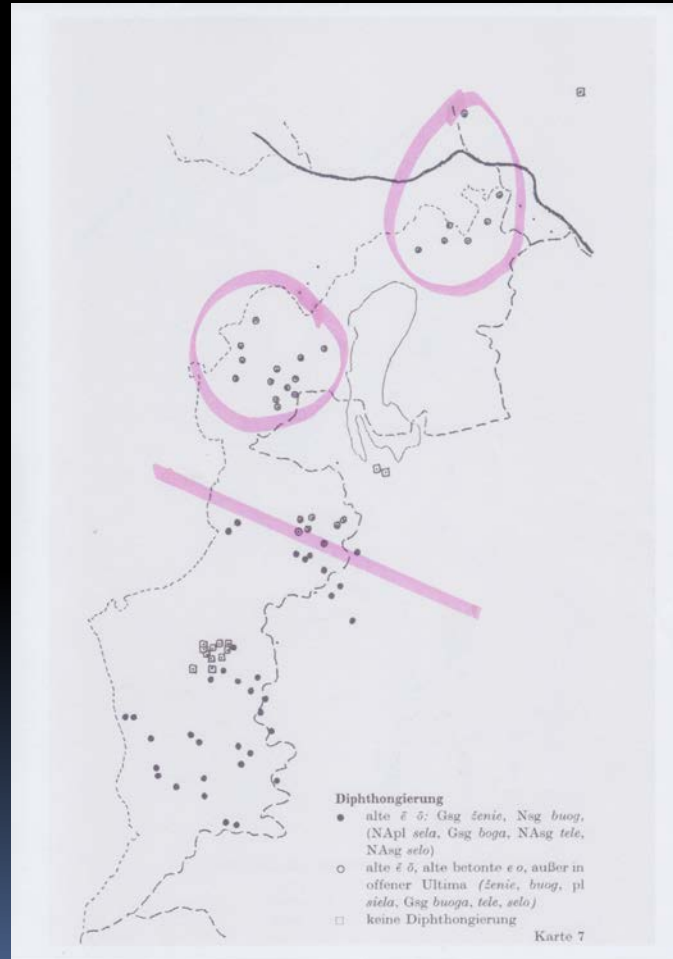 Diphthongierung
● alte ē ō: Gsg ženie, Nsg buog,
(NApl sela, Gsg boga, NAsg tele,
NAsg selo)
○ alte ē ō, alte betonte e o, außer in
offener Ultima (ženie, buog, pl
siela, Gsg buoga, tele, selo)
□ keine Diphthongierung
Karte 7